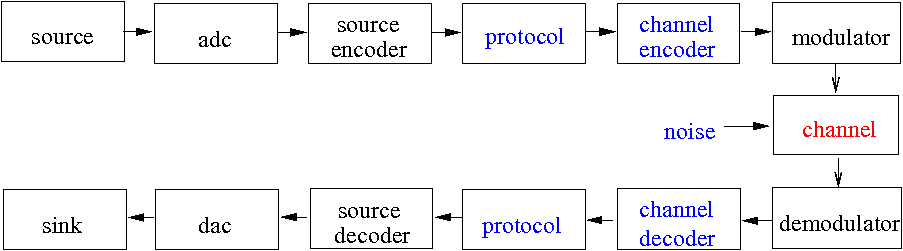 source
adc
source
encoder
protocol
channel
encoder
modulator
noise
channel
sink
dac
source
decoder
protocol
channel
decoder
demodulator